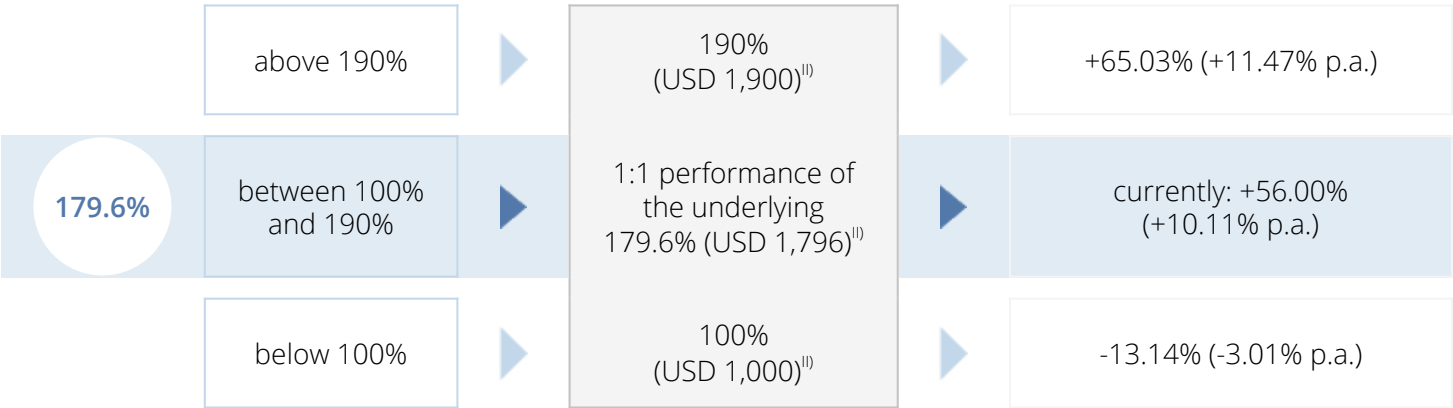 above 190%
190%
(USD 1,900)II)
+65.03% (+11.47% p.a.)
179.6%
between 100%
and 190%
1:1 performance of
the underlying
179.6% (USD 1,796)II)
currently: +56.00%
(+10.11% p.a.)
below 100%
100%
(USD 1,000)II)
-13.14% (-3.01% p.a.)